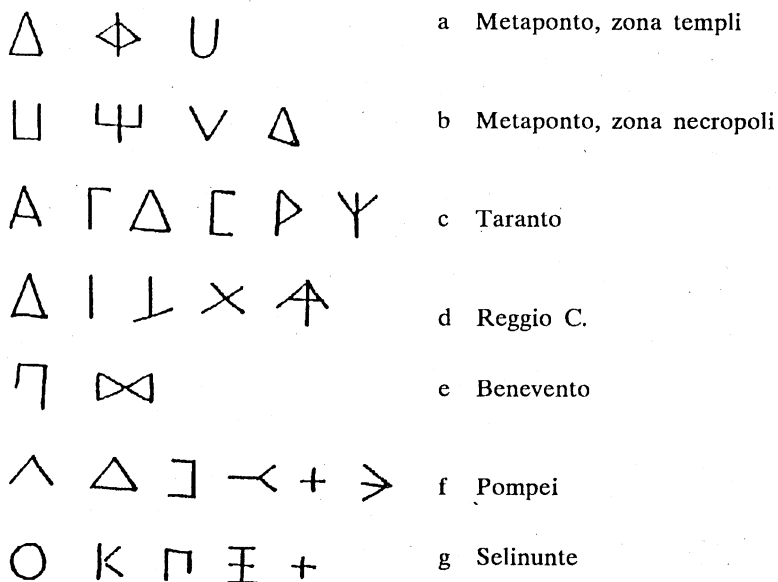 Δ Φ U a Metaponto, zona templi
Ш Ψ V Δ b Metaponto, zona necropoli
A Γ Δ [ Þ Ψ c Taranto
Δ | ⊥ X d Reggio C.
Π ⋈ e Benevento
Λ Δ ] ⤙ + f Pompei
O K Π Ξ + g Selinunte